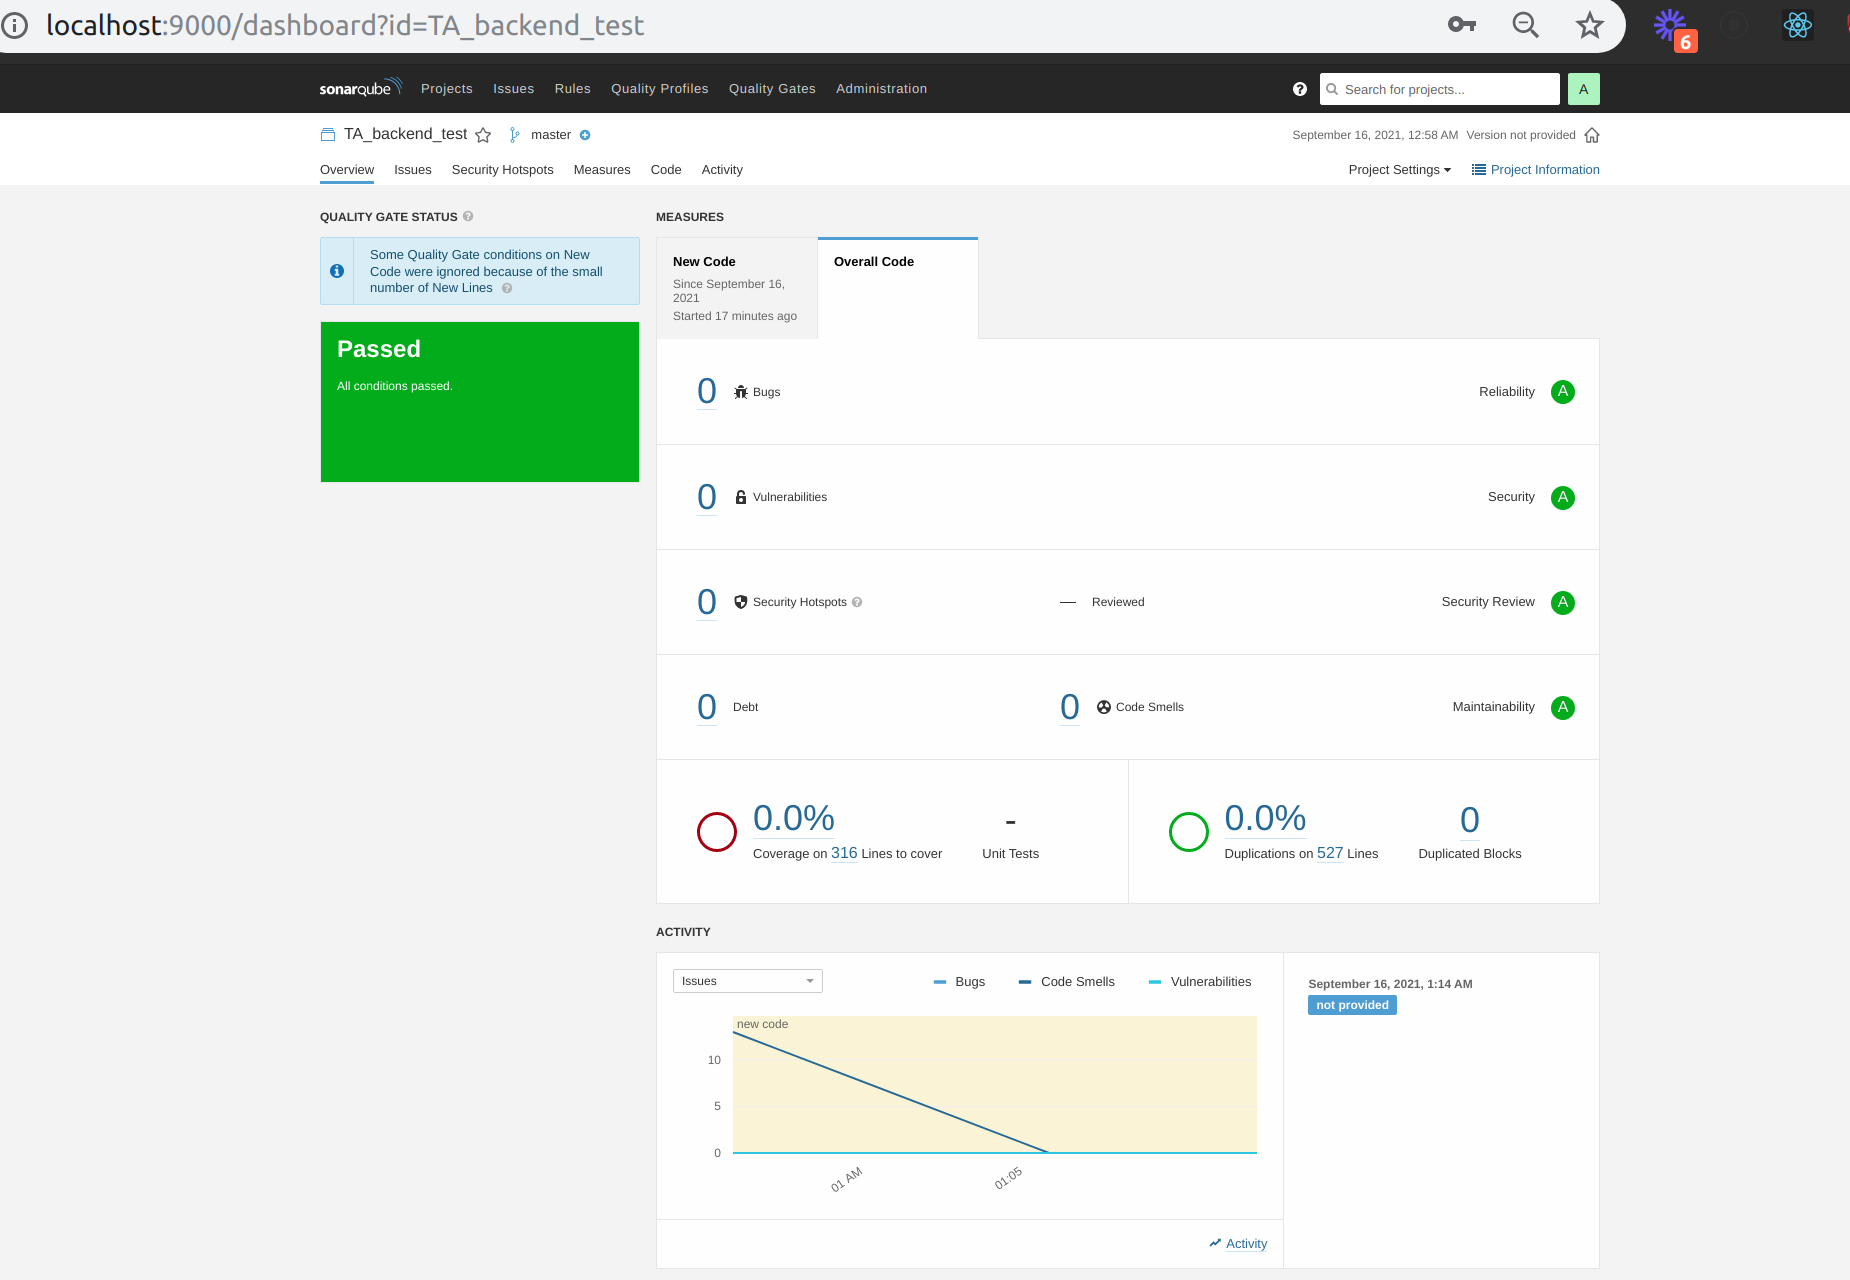 localhost:9000/dashboard?id=TA_backend_test
6
sonarqube Projects Issues Rules Quality Profiles Quality Gates Administration
? Search for projects... A
TA_backend_test master
September 16, 2021, 12:58 AM Version not provided
Overview Issues Security Hotspots Measures Code Activity
Project Settings Project Information
QUALITY GATE STATUS ?
Some Quality Gate conditions on New
Code were ignored because of the small
number of New Lines ?
Passed
All conditions passed.
MEASURES
New Code
Since September 16,
2021
Started 17 minutes ago
Overall Code
0 Bugs Reliability A
0 Vulnerabilities Security A
0 Security Hotspots ? — Reviewed Security Review A
0 Debt 0 Code Smells Maintainability A
0.0%
Coverage on 316 Lines to cover
-
Unit Tests
0.0%
Duplications on 527 Lines
0
Duplicated Blocks
ACTIVITY
Issues
Bugs Code Smells Vulnerabilities
new code
10
5
0
01 AM
01:05
Activity
September 16, 2021, 1:14 AM
not provided